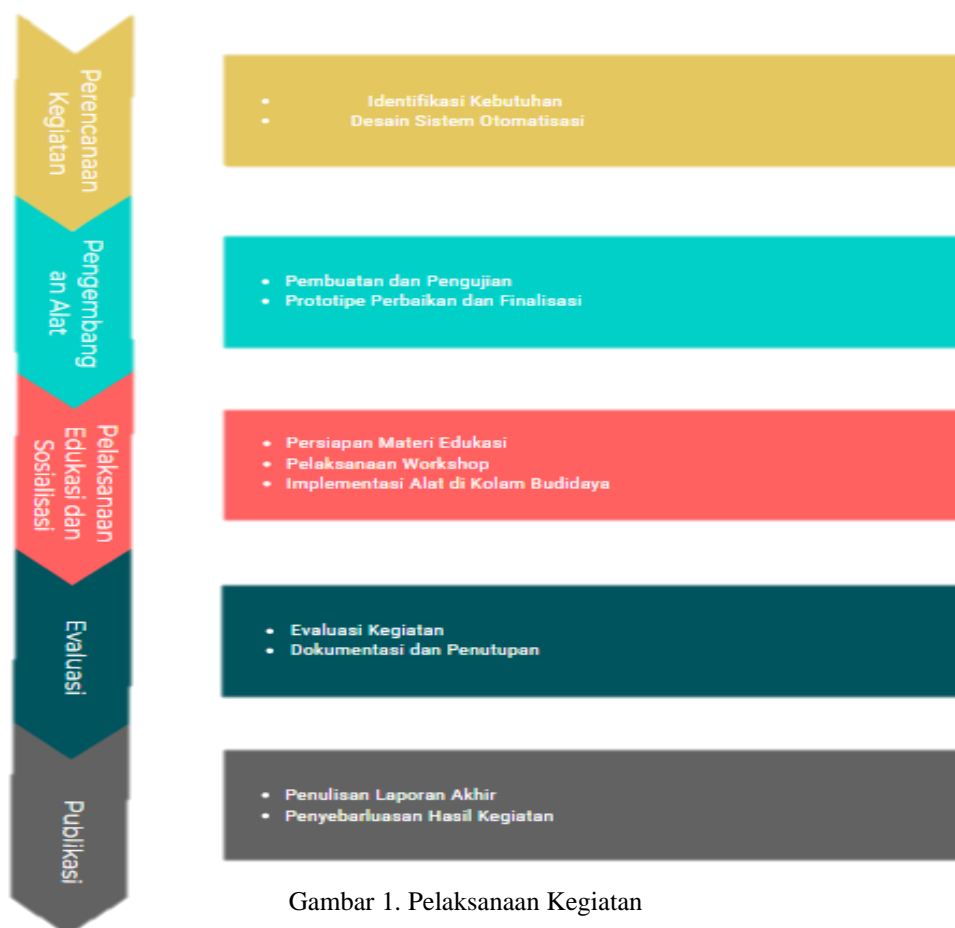 Perencanaan
Kegiatan
• Identifikasi Kebutuhan
• Desain Sistem Otomatisasi
Pengembang
an Alat
• Pembuatan dan Pengujian
• Prototipe Perbaikan dan Finalisasi
Pelaksanaan
Edukasi dan
Sosialisasi
• Persiapan Materi Edukasi
• Pelaksanaan Workshop
• Implementasi Alat di Kolam Budidaya
Evaluasi
• Evaluasi Kegiatan
• Dokumentasi dan Penutupan
Publikasi
• Penulisan Laporan Akhir
• Penyebarluasan Hasil Kegiatan
Gambar 1. Pelaksanaan Kegiatan